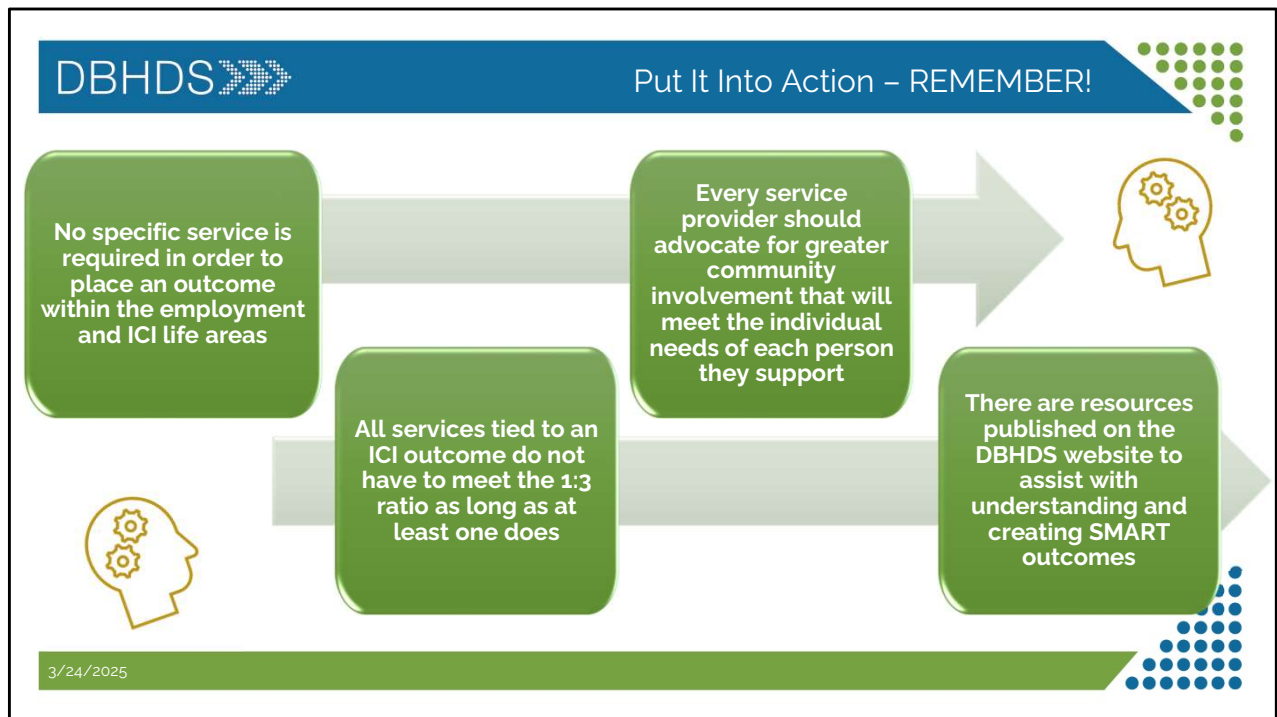 DBHDS
Put It Into Action – REMEMBER!
No specific service is
required in order to
place an outcome
within the employment
and ICI life areas
All services tied to an
ICI outcome do not
have to meet the 1:3
ratio as long as at
least one does
Every service
provider should
advocate for greater
community
involvement that will
meet the individual
needs of each person
they support
There are resources
published on the
DBHDS website to
assist with
understanding and
creating SMART
outcomes
3/24/2025